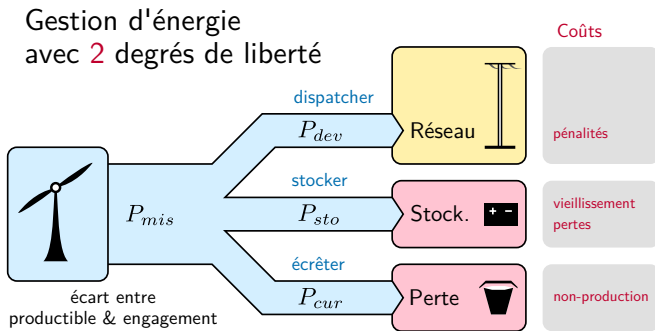 Gestion d'énergie
avec 2 degrés de liberté
Coûts
dispatcher
P_dev
Réseau
pénalités
stocker
P_mis
P_sto
Stock.
+ −
vieillissement
pertes
écrêter
P_cur
Perte
non-production
écart entre
productible & engagement